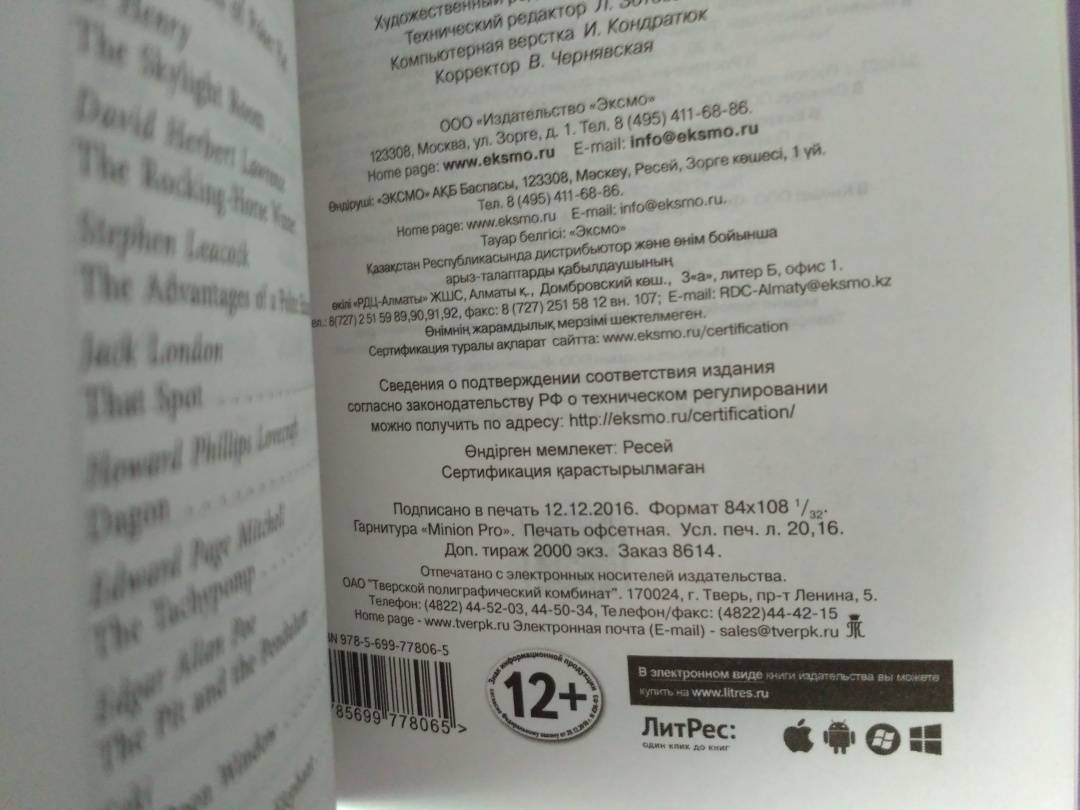 Henry
The Skylight Room
David Herbert Lawrence
The Rocking-Horse
Stephen Leacock
The Advantages of a
Jack London
That Spot
Howard Phillips Lovecraft
Dagon
Edward Page Mitchell
The Tachypomp
Edgar Allan Poe
The Pit and the Pendulum
Художественный
Технический редактор Л.
Компьютерная верстка И. Кондратюк
Корректор В. Чернявская
ООО «Издательство «Эксмо»
123308, Москва, ул. Зорге, д. 1. Тел. 8 (495) 411-68-86.
Home page: www.eksmo.ru E-mail: info@eksmo.ru
Өндіруші: «ЭКСМО» АҚБ Баспасы, 123308, Мәскеу, Ресей, Зорге көшесі, 1 үй.
Тел. 8 (495) 411-68-86.
Home page: www.eksmo.ru E-mail: info@eksmo.ru.
Тауар белгісі: «Эксмо»
Қазақстан Республикасында дистрибьютор және өнім бойынша
арыз-талаптарды қабылдаушының
өкілі «РДЦ-Алматы» ЖШС, Алматы қ., Домбровский көш., 3«а», литер Б, офис 1.
ел.: 8(727) 2 51 59 89,90,91,92, факс: 8 (727) 251 58 12 вн. 107; E-mail: RDC-Almaty@eksmo.kz
Өнімнің жарамдылық мерзімі шектелмеген.
Сертификация туралы ақпарат сайтта: www.eksmo.ru/certification
Сведения о подтверждении соответствия издания
согласно законодательству РФ о техническом регулировании
можно получить по адресу: http://eksmo.ru/certification/
Өндірген мемлекет: Ресей
Сертификация қарастырылмаған
Подписано в печать 12.12.2016. Формат 84x108 1/32.
Гарнитура «Minion Pro». Печать офсетная. Усл. печ. л. 20,16.
Доп. тираж 2000 экз. Заказ 8614.
Отпечатано с электронных носителей издательства.
ОАО "Тверской полиграфический комбинат". 170024, г. Тверь, пр-т Ленина, 5.
Телефон: (4822) 44-52-03, 44-50-34, Телефон/факс: (4822)44-42-15
Home page - www.tverpk.ru Электронная почта (E-mail) - sales@tverpk.ru
BN 978-5-699-77806-5
785699 778065 >
Знак информационной продукции
12+
В электронном виде книги издательства вы можете
купить на www.litres.ru
ЛитРес:
один клик до книг